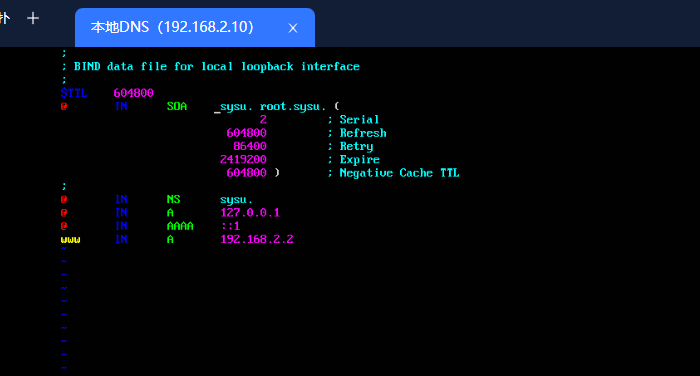 卟 +
本地DNS（192.168.2.10） ×
;
; BIND data file for local loopback interface
;
$TTL 604800
@ IN SOA sysu. root.sysu. (
2 ; Serial
604800 ; Refresh
86400 ; Retry
2419200 ; Expire
604800 ) ; Negative Cache TTL
;
@ IN NS sysu.
@ IN A 127.0.0.1
@ IN AAAA ::1
www IN A 192.168.2.2
~
~
~
~
~
~
~
~
~
~